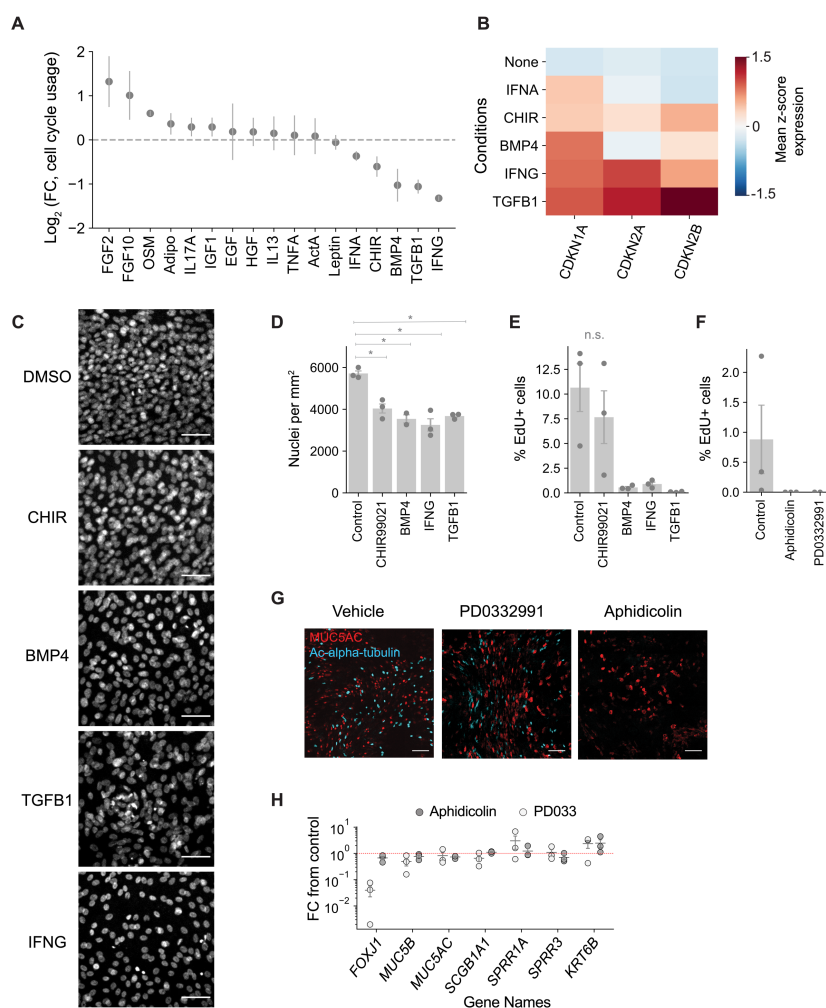 A
Log2 (FC, cell cycle usage)
2
1
0
−1
−2
FGF2
FGF10
OSM
Adipo
IL17A
IGF1
EGF
HGF
IL13
TNFA
ActA
Leptin
IFNA
CHIR
BMP4
TGFB1
IFNG
B
Conditions
None
IFNA
CHIR
BMP4
IFNG
TGFB1
CDKN1A
CDKN2A
CDKN2B
1.5
0
-1.5
Mean z-score
expression
C
DMSO
CHIR
BMP4
TGFB1
IFNG
D
Nuclei per mm2
6000
4000
2000
0
*
*
*
*
Control
CHIR99021
BMP4
IFNG
TGFB1
E
% EdU+ cells
n.s.
12.5
10.0
7.5
5.0
2.5
0.0
Control
CHIR99021
BMP4
IFNG
TGFB1
F
% EdU+ cells
2.0
1.5
1.0
0.5
0.0
Control
Aphidicolin
PD0332991
G
Vehicle
PD0332991
Aphidicolin
MUC5AC
Ac-alpha-tubulin
H
Aphidicolin
PD033
FC from control
10^1
10^0
10^-1
10^-2
FOXJ1
MUC5B
MUC5AC
SCGB1A1
SPRR1A
SPRR3
KRT6B
Gene Names